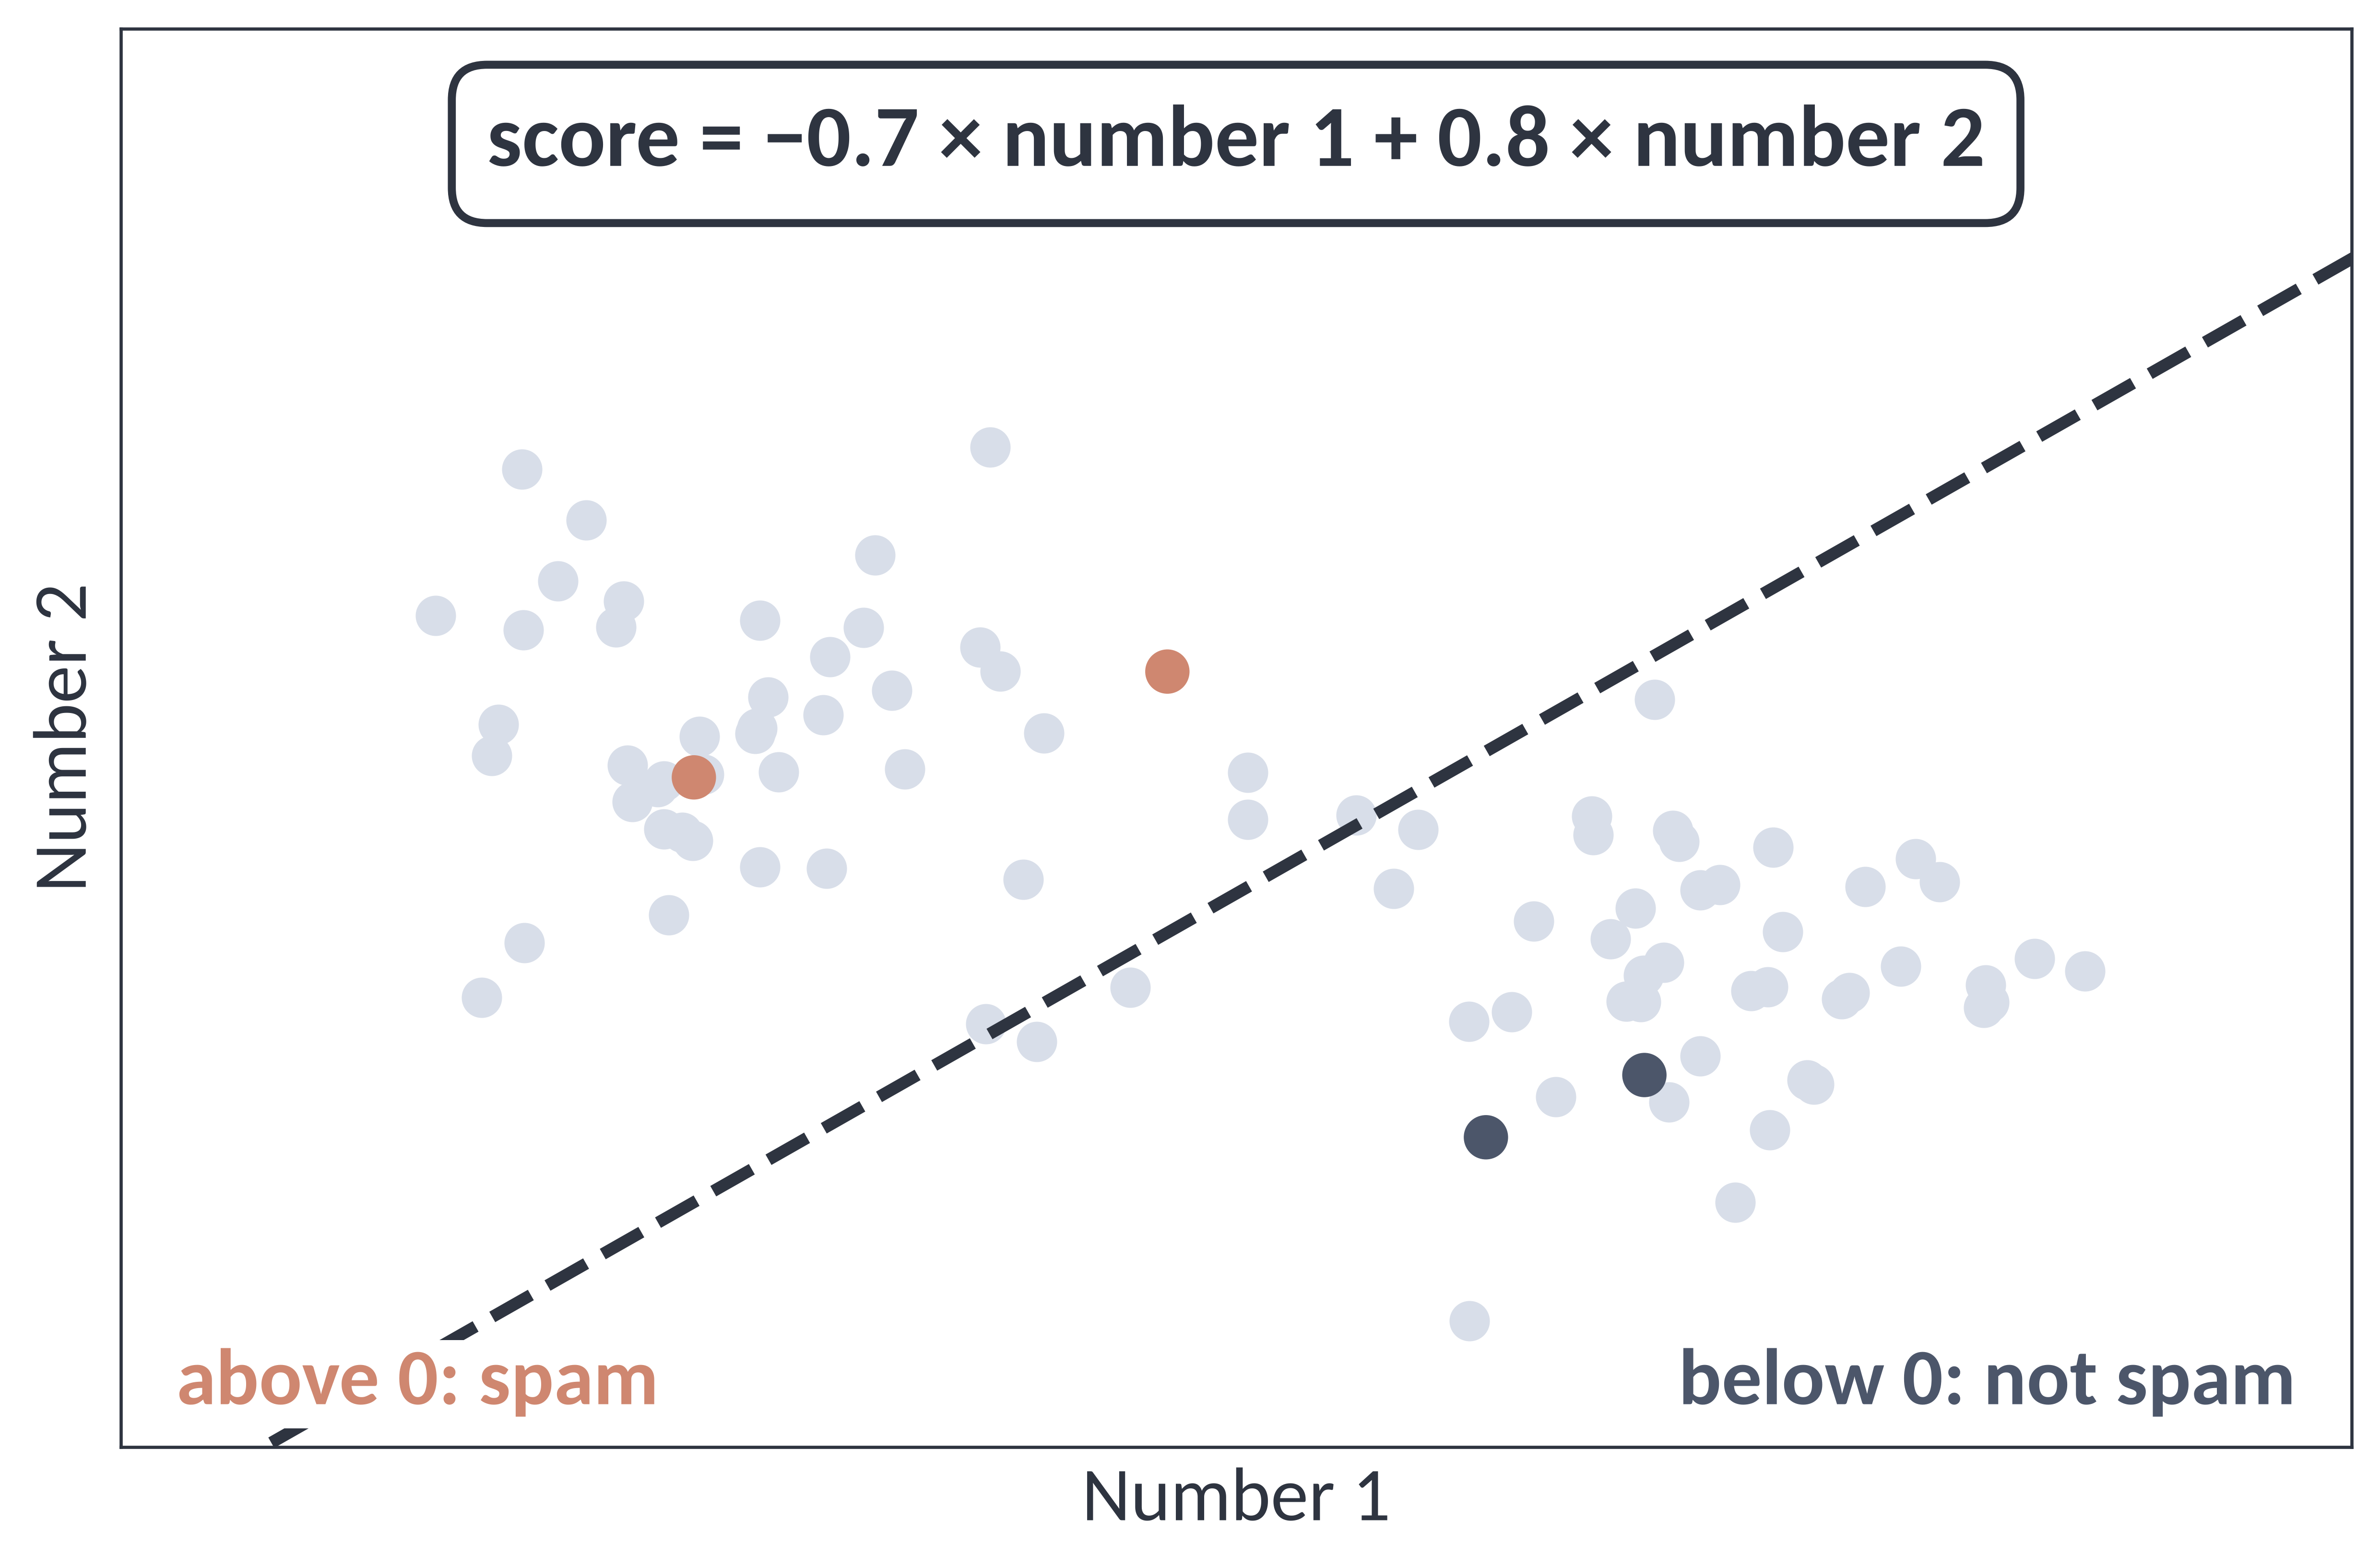 score = −0.7 × number 1 + 0.8 × number 2
Number 2
above 0: spam
below 0: not spam
Number 1